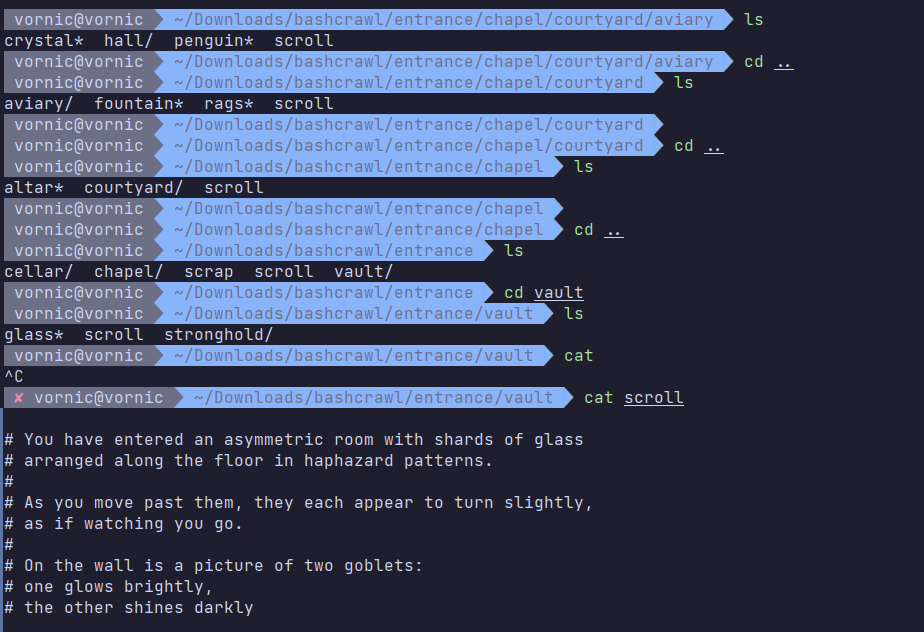 vornic@vornic ~/Downloads/bashcrawl/entrance/chapel/courtyard/aviary ls
crystal* hall/ penguin* scroll
vornic@vornic ~/Downloads/bashcrawl/entrance/chapel/courtyard/aviary cd ..
vornic@vornic ~/Downloads/bashcrawl/entrance/chapel/courtyard ls
aviary/ fountain* rags* scroll
vornic@vornic ~/Downloads/bashcrawl/entrance/chapel/courtyard
vornic@vornic ~/Downloads/bashcrawl/entrance/chapel/courtyard cd ..
vornic@vornic ~/Downloads/bashcrawl/entrance/chapel ls
altar* courtyard/ scroll
vornic@vornic ~/Downloads/bashcrawl/entrance/chapel
vornic@vornic ~/Downloads/bashcrawl/entrance/chapel cd ..
vornic@vornic ~/Downloads/bashcrawl/entrance ls
cellar/ chapel/ scrap scroll vault/
vornic@vornic ~/Downloads/bashcrawl/entrance cd vault
vornic@vornic ~/Downloads/bashcrawl/entrance/vault ls
glass* scroll stronghold/
vornic@vornic ~/Downloads/bashcrawl/entrance/vault cat
^C
✘ vornic@vornic ~/Downloads/bashcrawl/entrance/vault cat scroll
# You have entered an asymmetric room with shards of glass
# arranged along the floor in haphazard patterns.
#
# As you move past them, they each appear to turn slightly,
# as if watching you go.
#
# On the wall is a picture of two goblets:
# one glows brightly,
# the other shines darkly